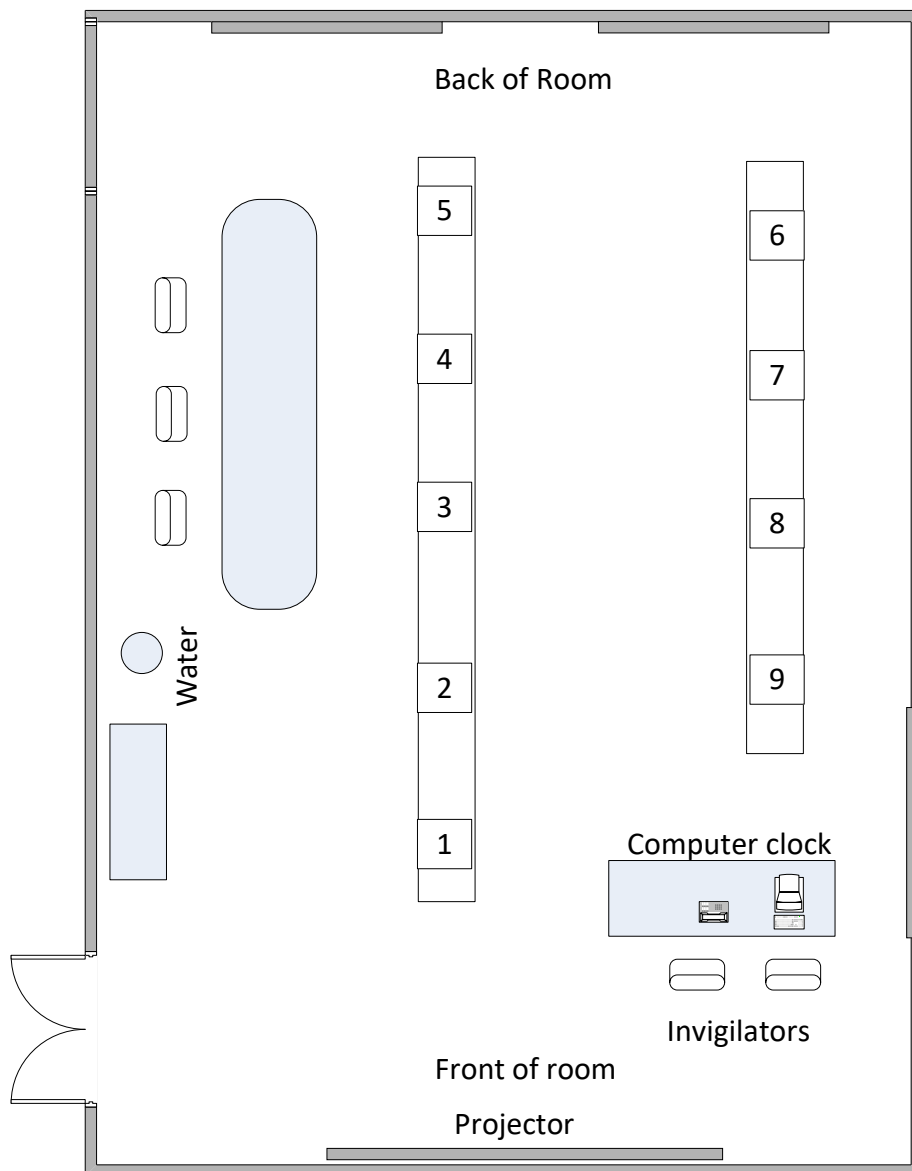 Back of Room
5
6
4
7
3
8
Water
2
9
1
Computer clock
Invigilators
Front of room
Projector